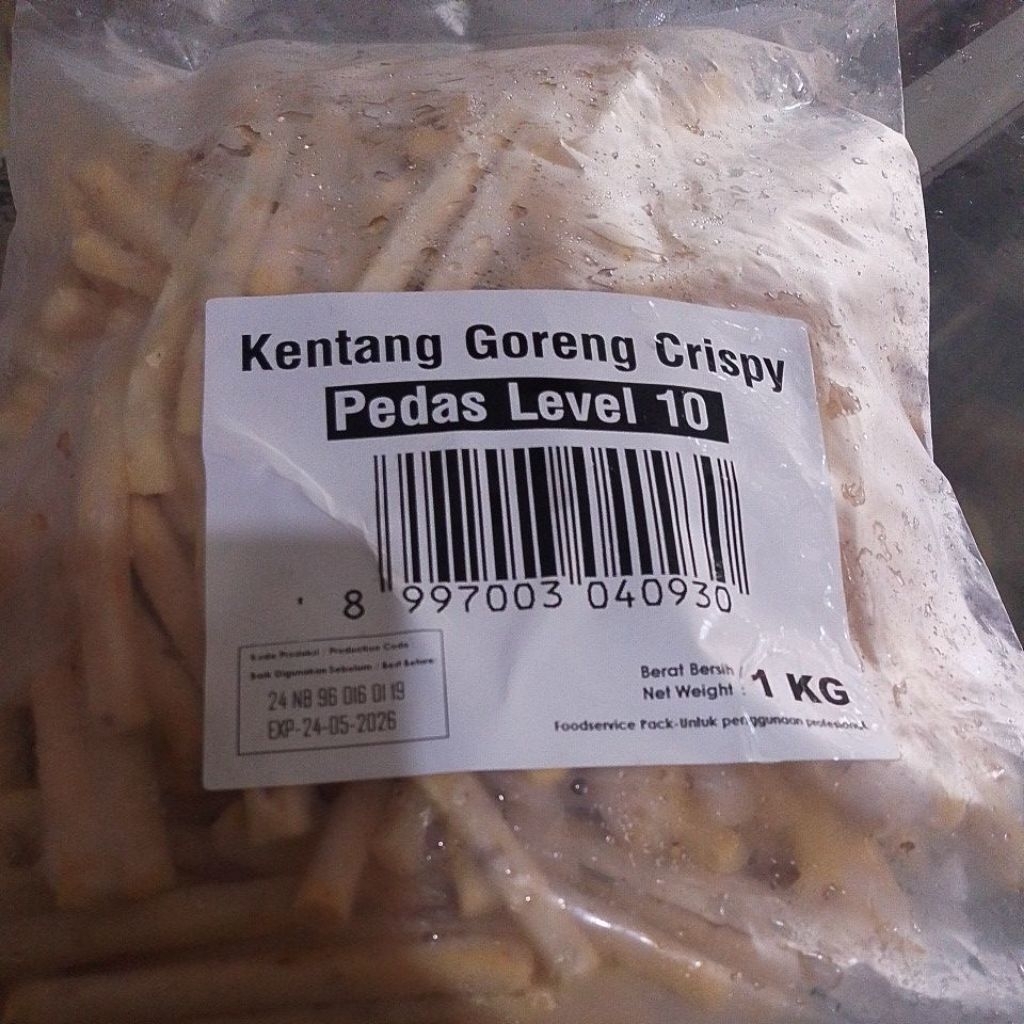 Kentang Goreng Crispy
Pedas Level 10
8 997003 040930
Kode Produksi / Production Code
Baik Digunakan Sebelum / Best Before
24 NB 96 016 01 19
EXP-24-05-2026
Berat Bersih /
Net Weight : 1 KG
Foodservice Pack-Untuk penggunaan profesional